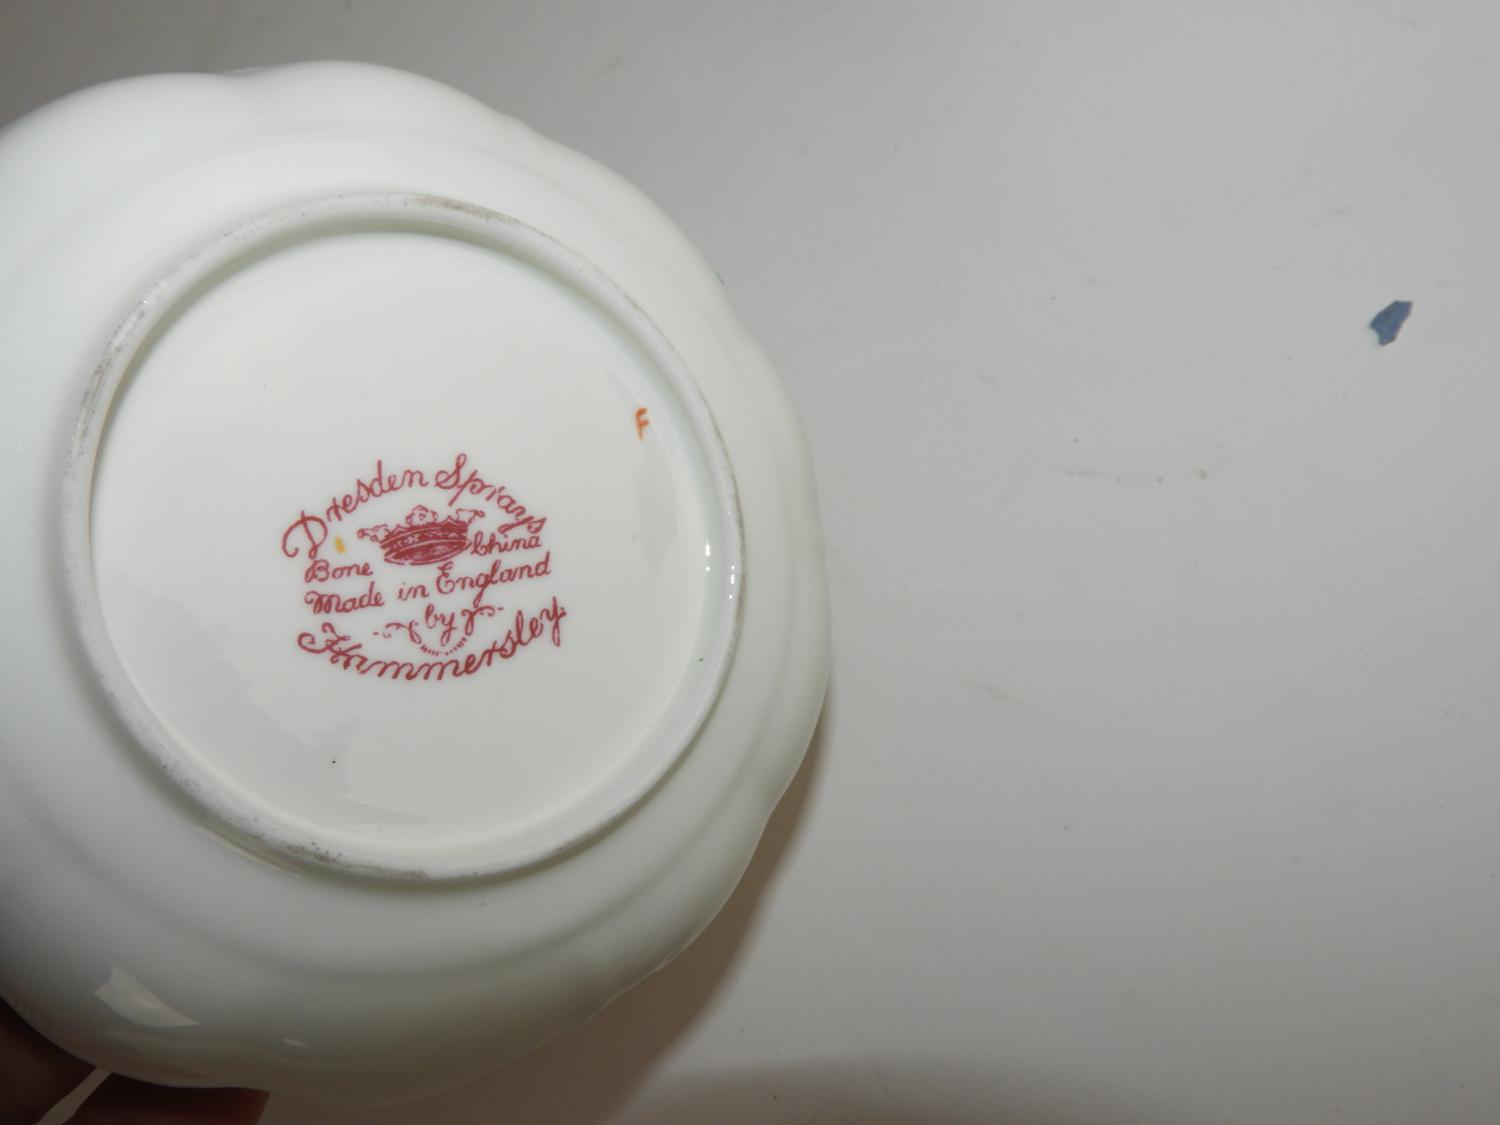 F
Dresden Sprays
Bone China
Made in England
by
Hammersley